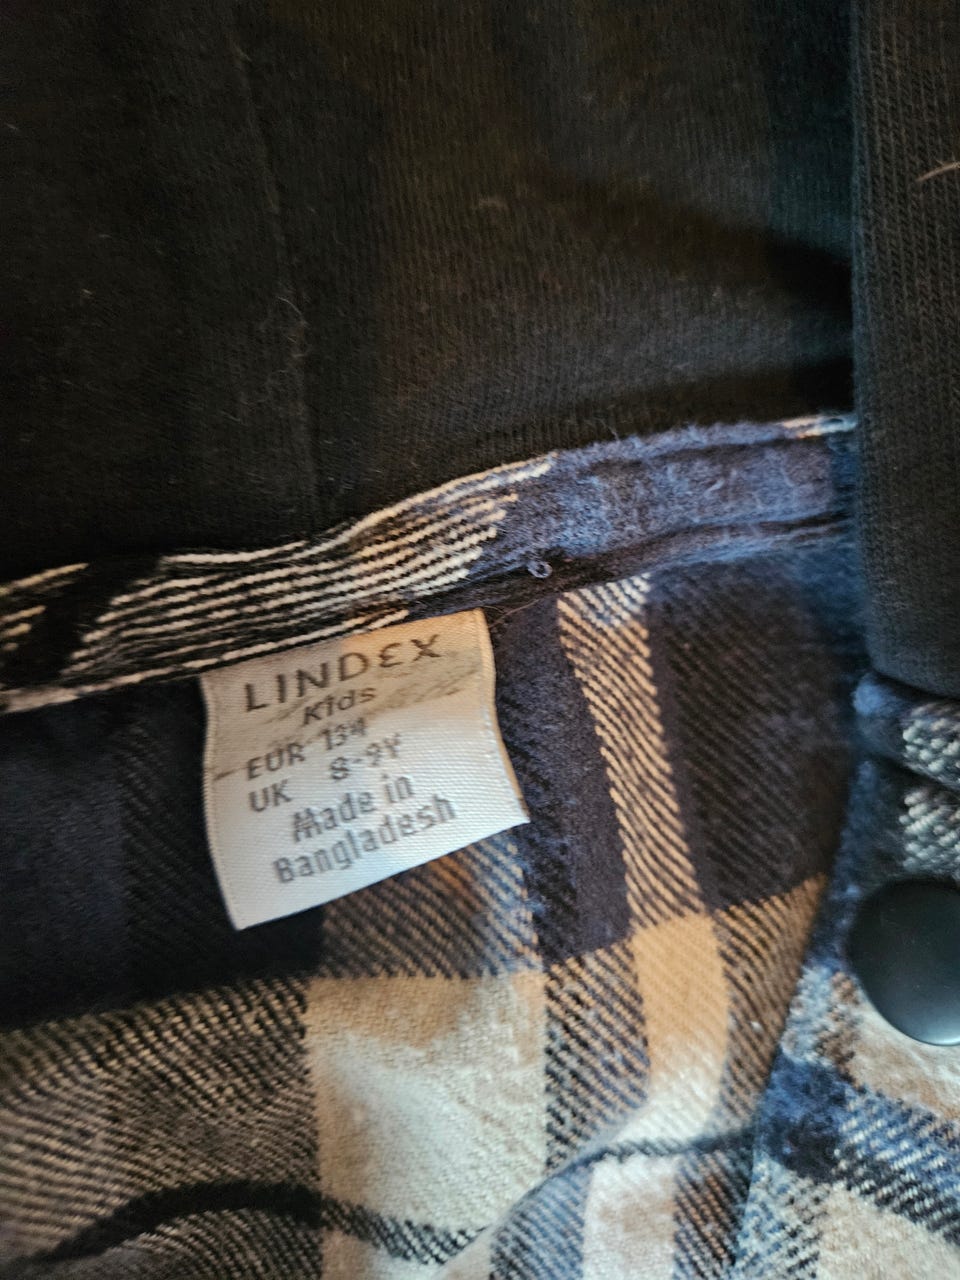 LINDEX
Kids
EUR 134
UK 8-9Y
Made in
Bangladesh